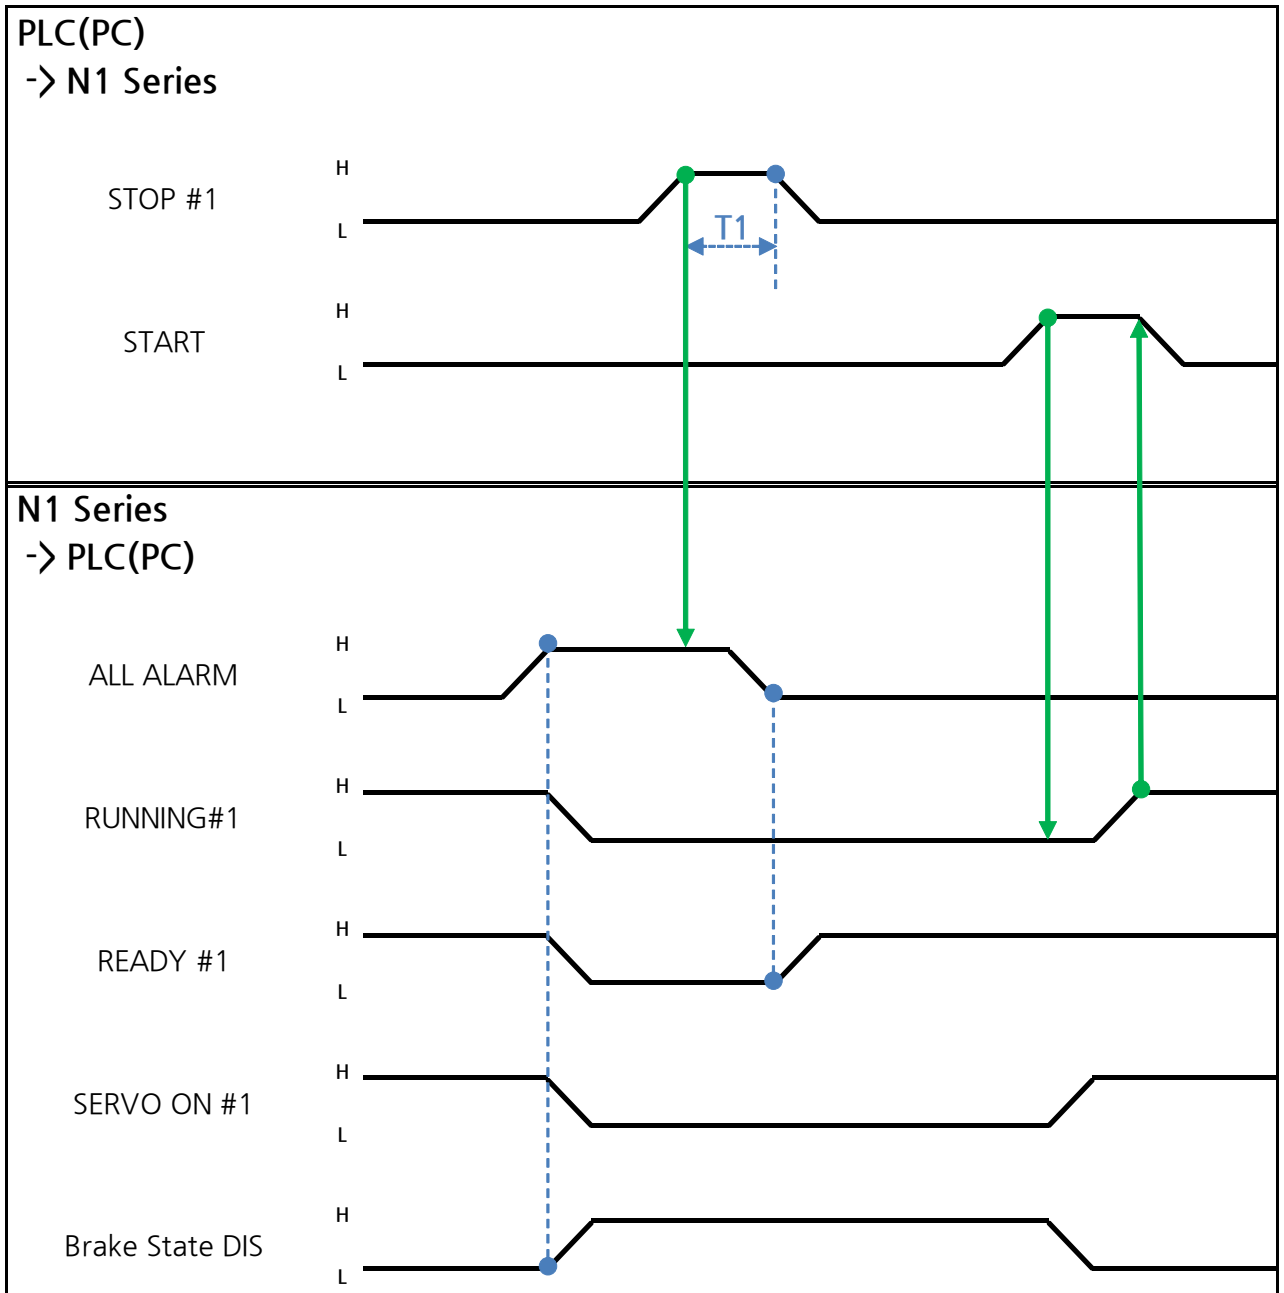 PLC(PC)
-> N1 Series
H
STOP #1
L
T1
H
START
L
N1 Series
-> PLC(PC)
H
ALL ALARM
L
H
RUNNING#1
L
H
READY #1
L
H
SERVO ON #1
L
H
Brake State DIS
L